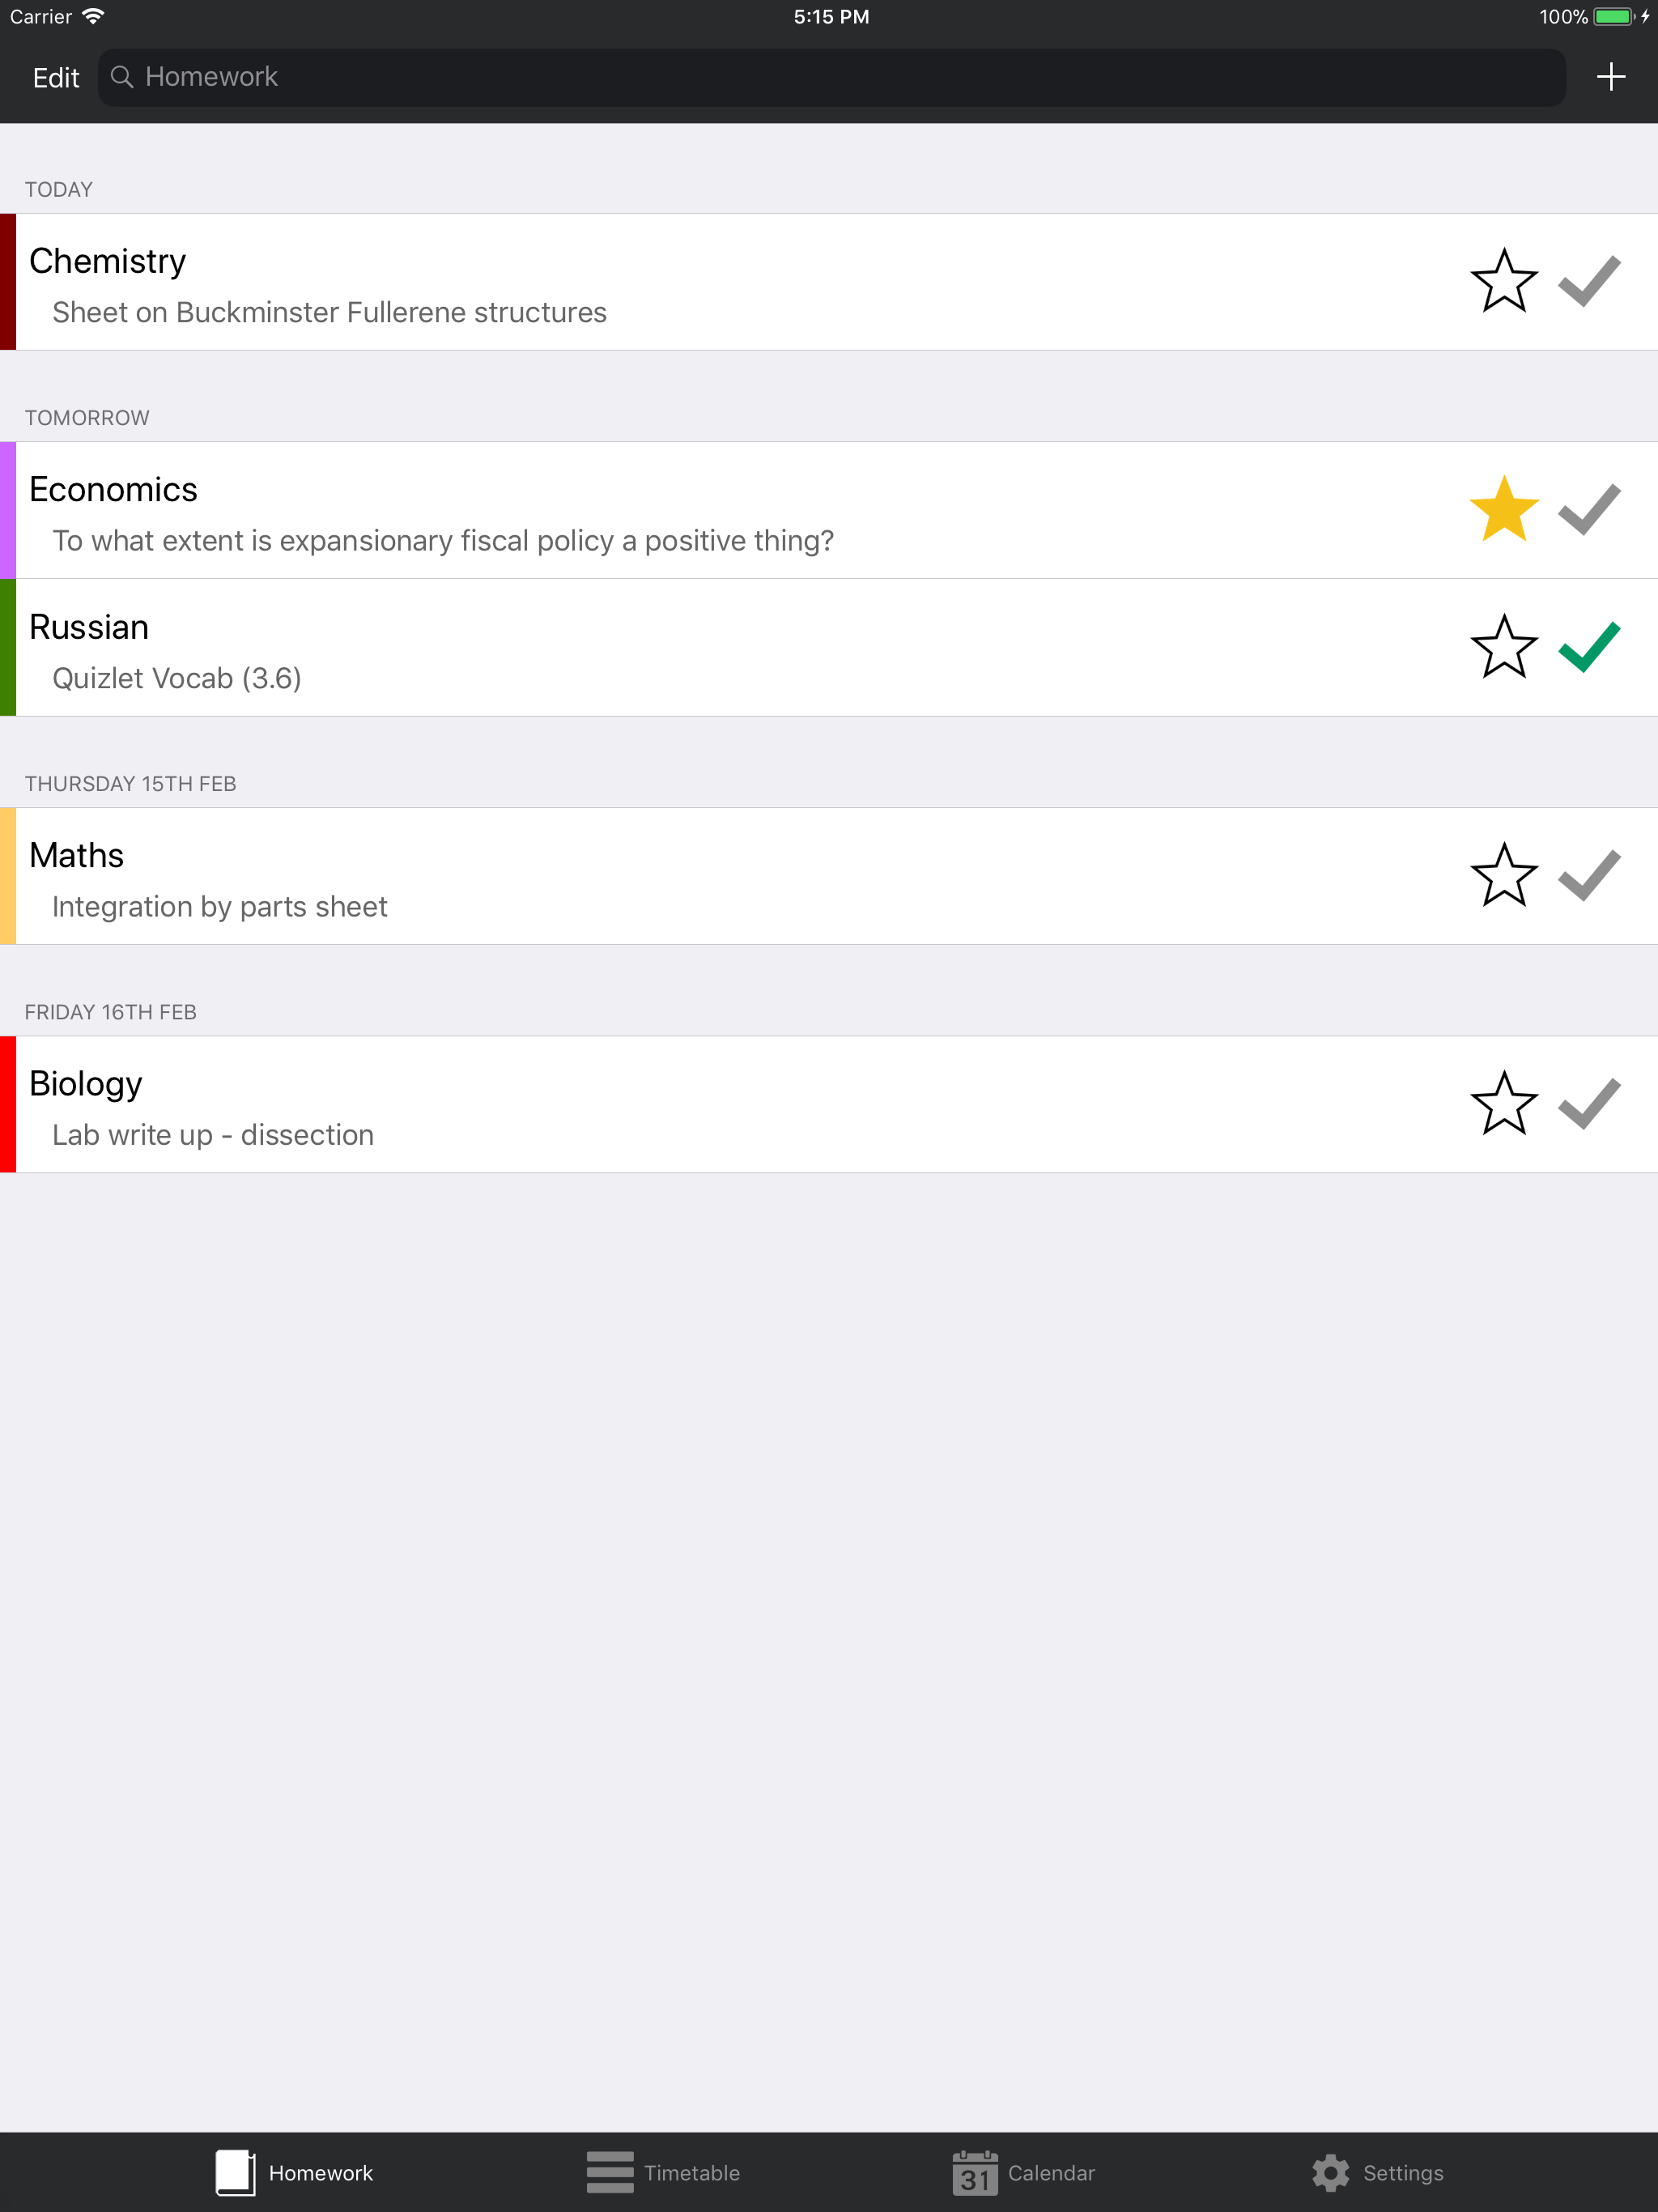 Carrier 5:15 PM 100%
Edit Homework
TODAY
Chemistry
Sheet on Buckminster Fullerene structures
TOMORROW
Economics
To what extent is expansionary fiscal policy a positive thing?
Russian
Quizlet Vocab (3.6)
THURSDAY 15TH FEB
Maths
Integration by parts sheet
FRIDAY 16TH FEB
Biology
Lab write up - dissection
Homework Timetable 31 Calendar Settings